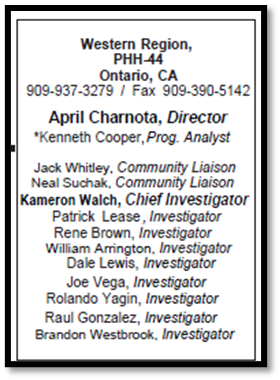 Western Region,
PHH-44
Ontario, CA
909-937-3279 / Fax 909-390-5142
April Charnota, Director
*Kenneth Cooper, Prog. Analyst
Jack Whitley, Community Liaison
Neal Suchak, Community Liaison
Kameron Walch, Chief Investigator
Patrick Lease, Investigator
Rene Brown, Investigator
William Arrington, Investigator
Dale Lewis, Investigator
Joe Vega, Investigator
Rolando Yagin, Investigator
Raul Gonzalez, Investigator
Brandon Westbrook, Investigator